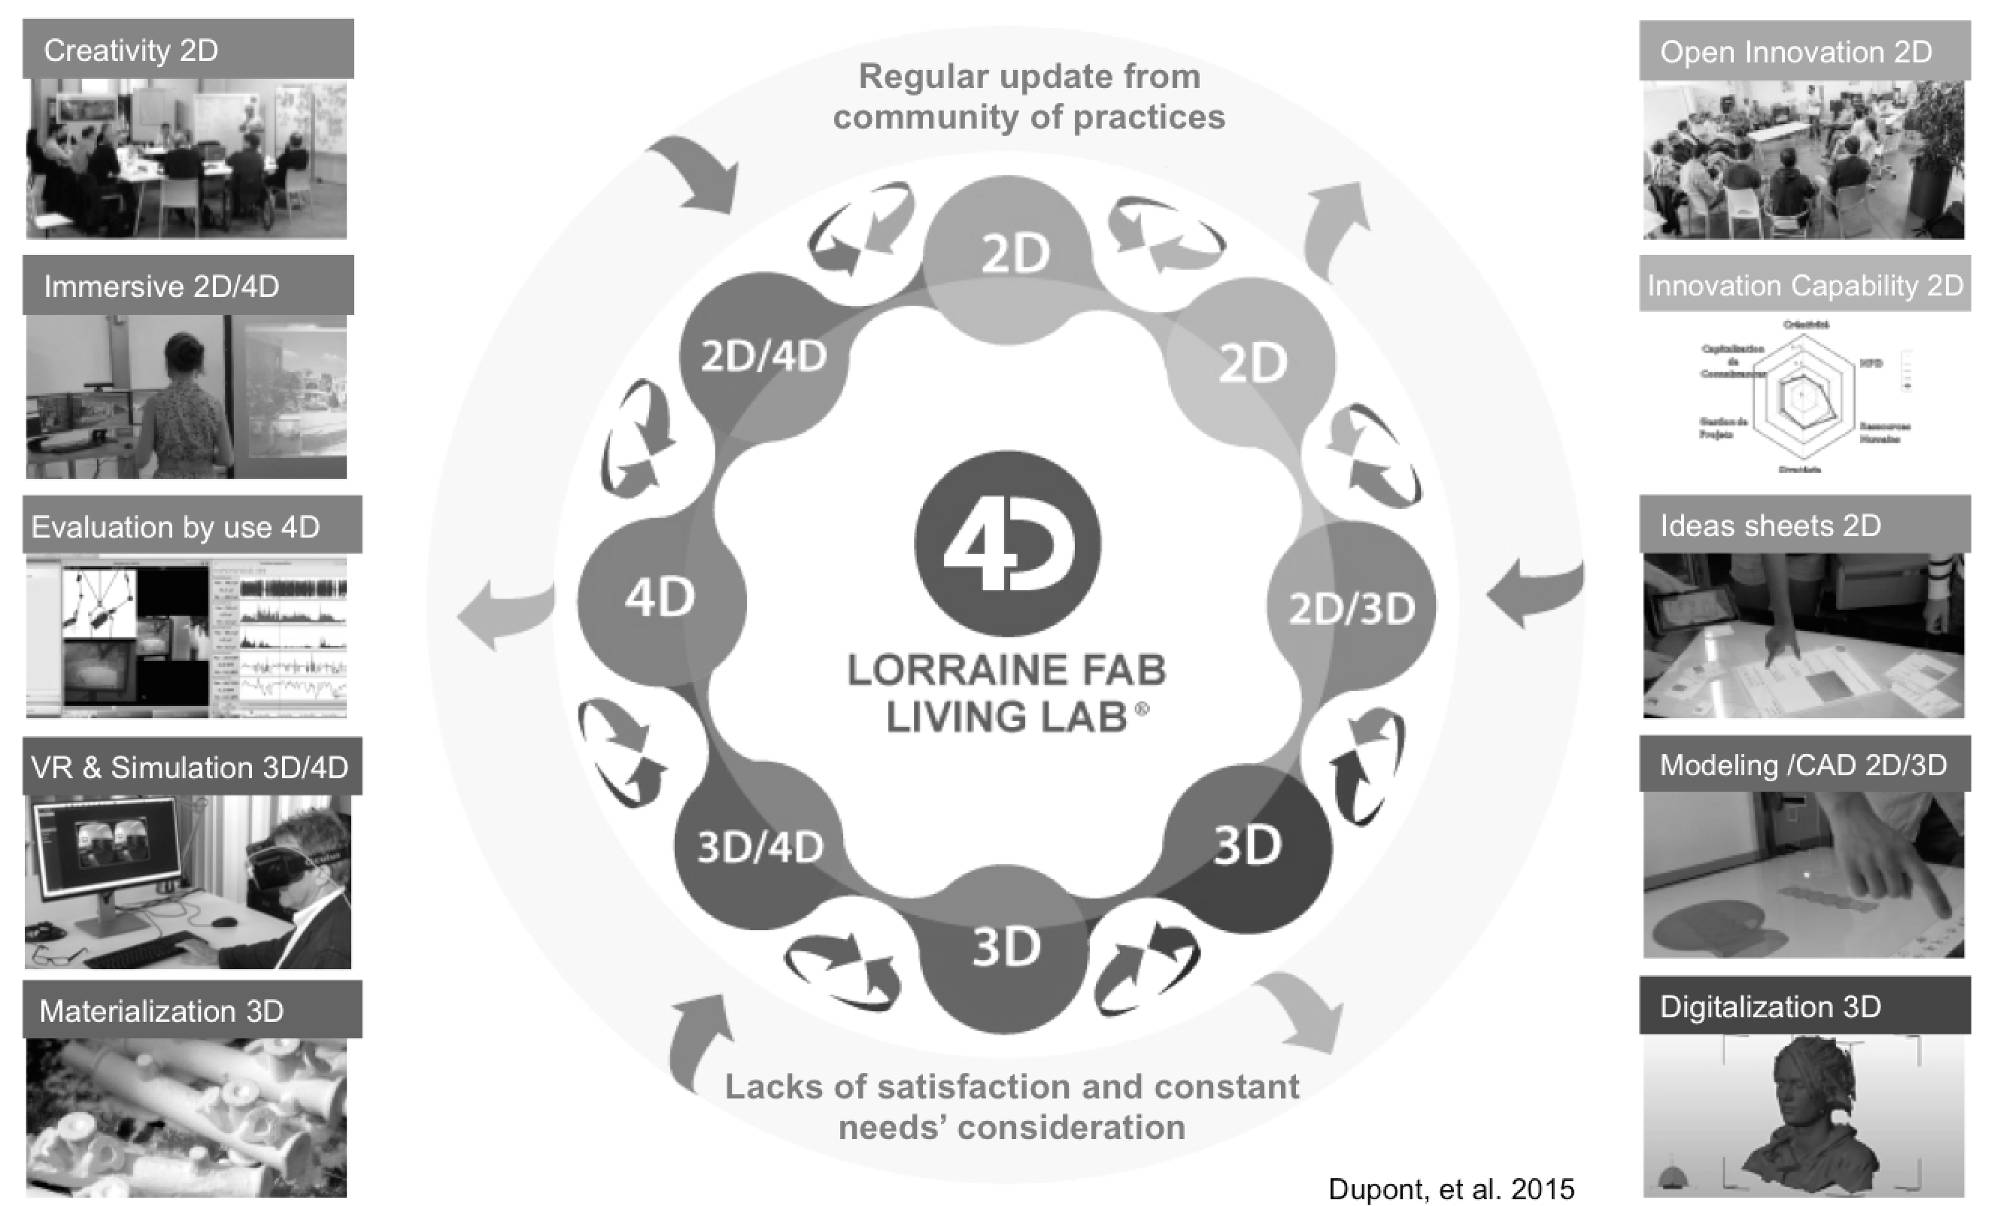 Creativity 2D
Immersive 2D/4D
Evaluation by use 4D
VR & Simulation 3D/4D
oculus
Materialization 3D
Regular update from
community of practices
2D
2D
2D/3D
3D
3D
3D/4D
4D
2D/4D
4D
LORRAINE FAB
LIVING LAB®
Lacks of satisfaction and constant
needs’ consideration
Dupont, et al. 2015
Open Innovation 2D
Innovation Capability 2D
Créativité
Capitalisation
de
Connaissances
NPD
Gestion de
Projets
Ressources
Humaines
Ideas sheets 2D
Modeling /CAD 2D/3D
Digitalization 3D